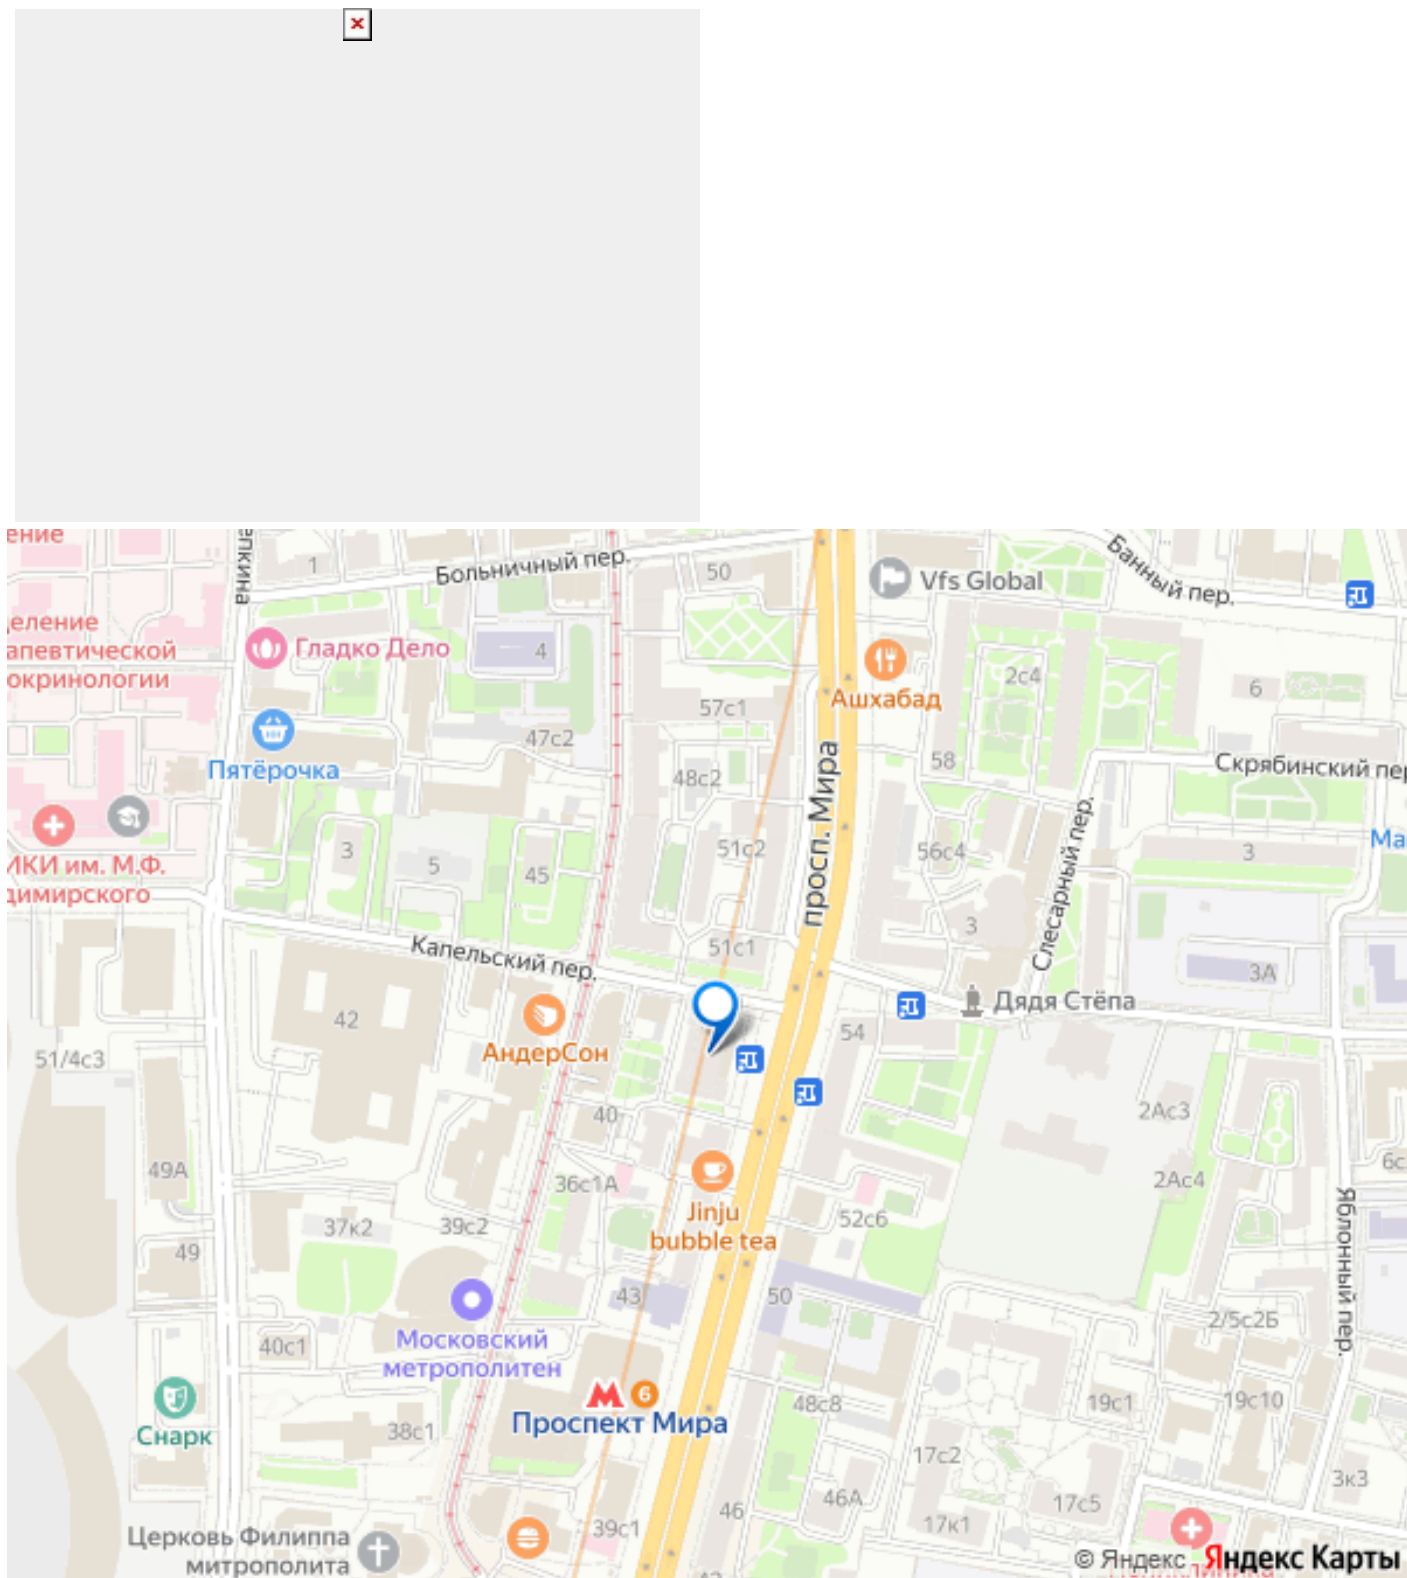 ение
епкина
1
Больничный пер.
50
Vfs Global
Банный пер.
еление
апевтической
окринологии
Гладко Дело
4
2с4
6
Ашхабад
57с1
47с2
Пятёрочка
48с2
58
Скрябинский пер
просп. Мира
3
5
45
51с2
56с4
Слесарный пер.
3
Ма
ИКИ им. М.Ф.
димирского
Капельский пер.
51с1
3
3А
Дядя Стёпа
42
54
АндерСон
51/4с3
40
2Ас3
49А
36с1А
Jinju
bubble tea
52с6
2Ас4
6с
Яблонный пер.
37к2
39с2
49
43
50
2/5с2Б
Московский
метрополитен
40с1
6
Проспект Мира
48с8
19с1
19с10
Снарк
38с1
17с2
3к3
46А
17с5
46
17к1
39с1
Церковь Филиппа
митрополита
© Яндекс
Яндекс Карты